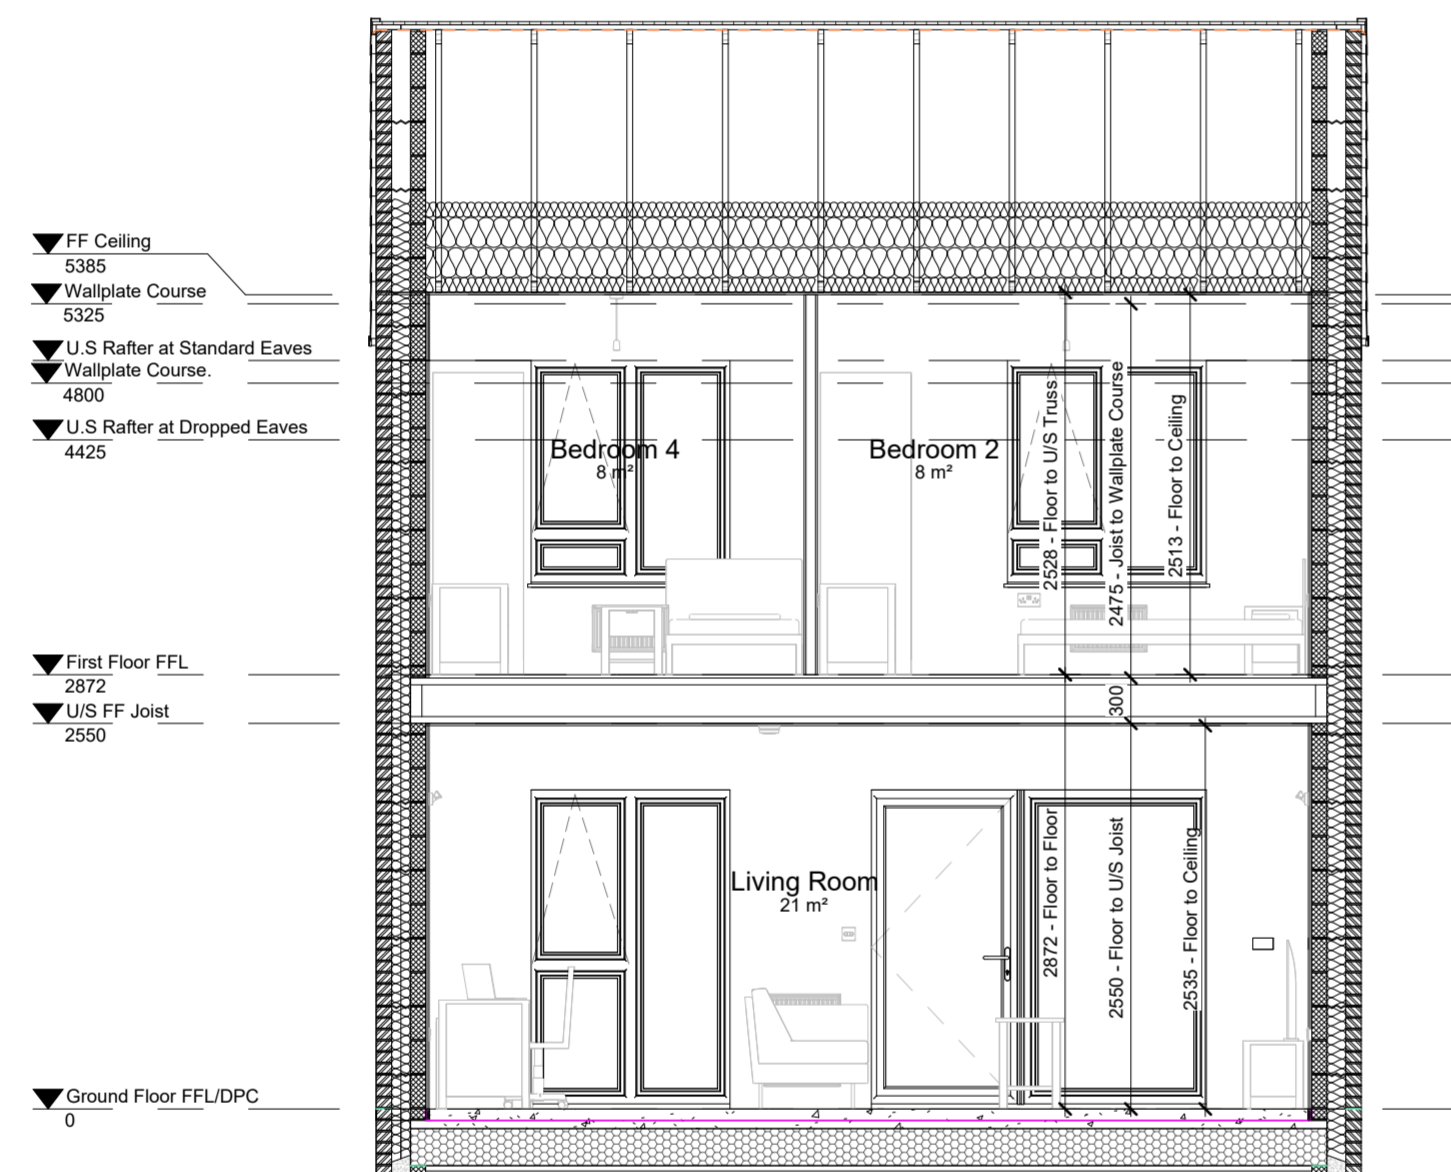 FF Ceiling
5385
Wallplate Course
5325
U.S Rafter at Standard Eaves
Wallplate Course.
4800
U.S Rafter at Dropped Eaves
4425
Bedroom 4
8 m²
Bedroom 2
8 m²
2528 - Floor to U/S Truss
2475 - Joist to Wallplate Course
2513 - Floor to Ceiling
First Floor FFL
2872
U/S FF Joist
2550
300
Living Room
21 m²
2872 - Floor to Floor
2550 - Floor to U/S Joist
2535 - Floor to Ceiling
Ground Floor FFL/DPC
0